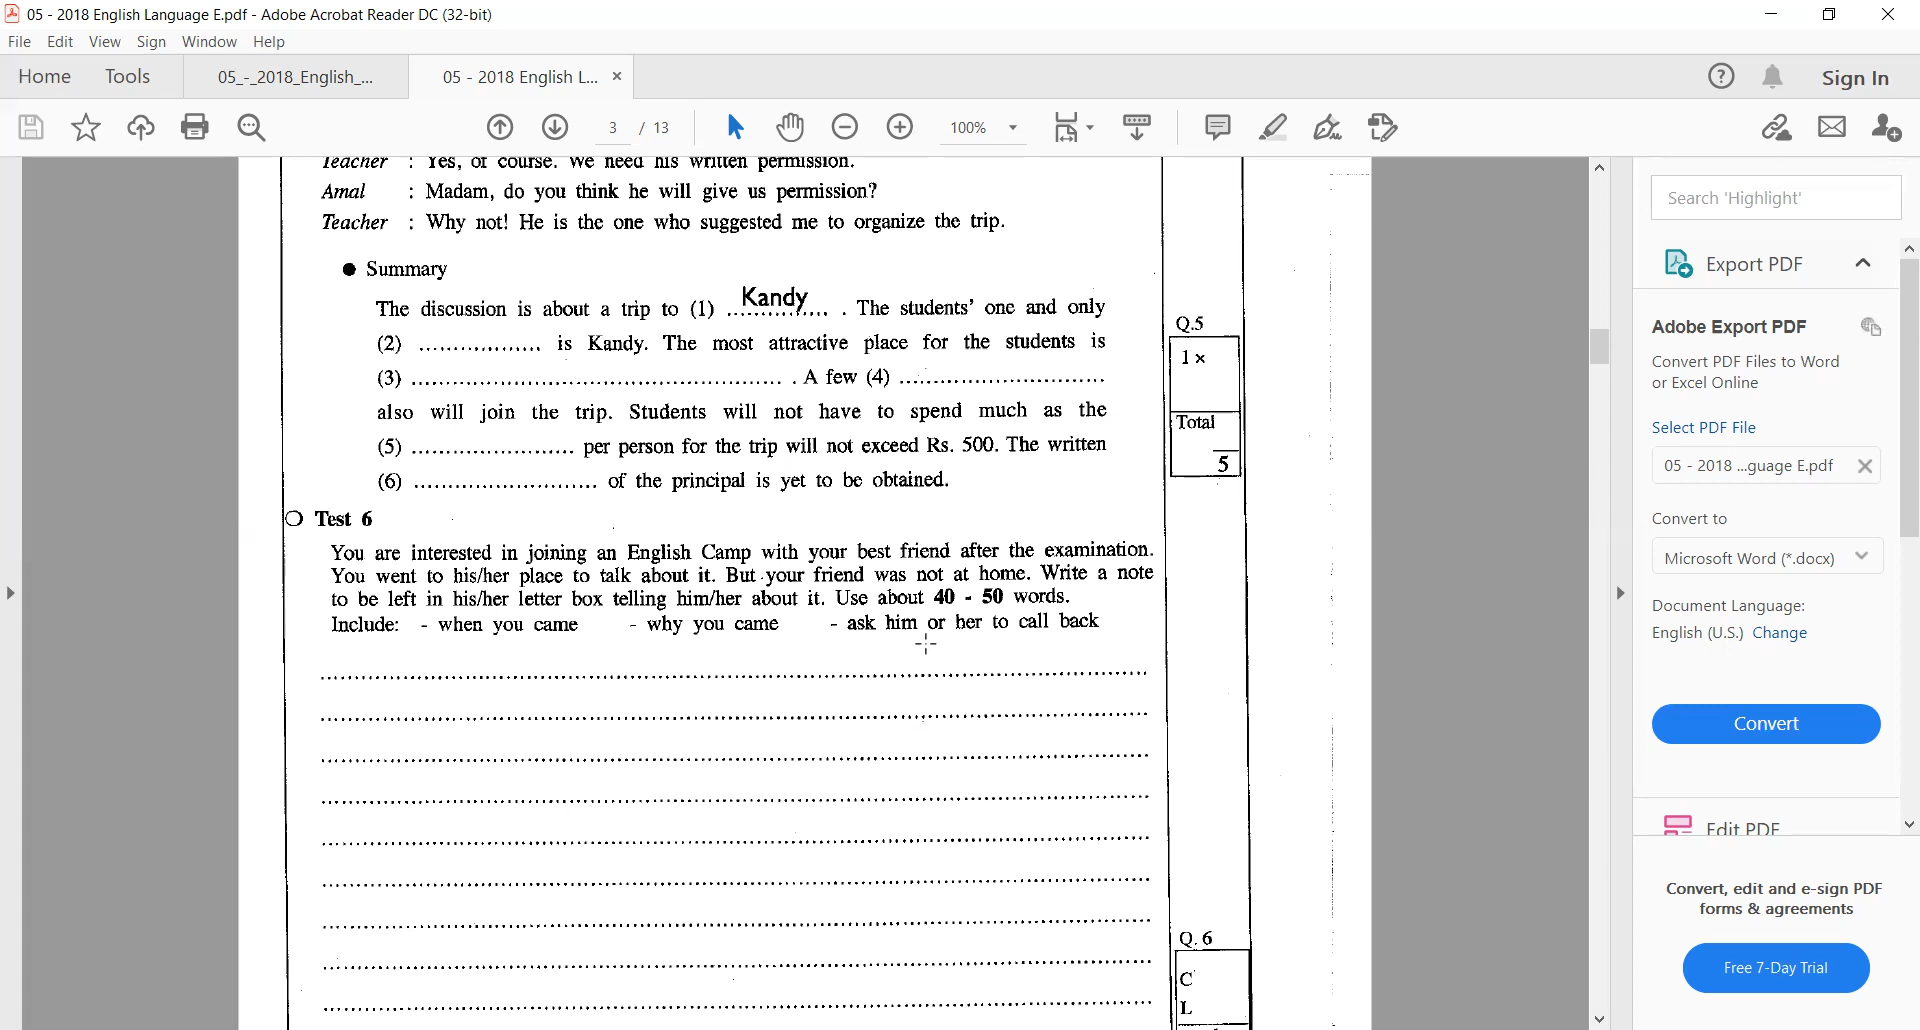 05 - 2018 English Language E.pdf - Adobe Acrobat Reader DC (32-bit)
File Edit View Sign Window Help
Home Tools 05_-_2018_English_... 05 - 2018 English L... × Sign In
3 / 13 100%
Teacher : Yes, of course. We need his written permission.
Amal : Madam, do you think he will give us permission?
Teacher : Why not! He is the one who suggested me to organize the trip.
● Summary
The discussion is about a trip to (1) ..Kandy.. . The students' one and only
(2) .................. is Kandy. The most attractive place for the students is
(3) ...................................................... . A few (4) ..............................
also will join the trip. Students will not have to spend much as the
(5) ........................ per person for the trip will not exceed Rs. 500. The written
(6) ........................... of the principal is yet to be obtained.
Q.5
1 x
Total
5
Test 6
You are interested in joining an English Camp with your best friend after the examination.
You went to his/her place to talk about it. But your friend was not at home. Write a note
to be left in his/her letter box telling him/her about it. Use about 40 - 50 words.
Include: - when you came - why you came - ask him or her to call back
Q. 6
C
L
Search 'Highlight'
Export PDF
Adobe Export PDF
Convert PDF Files to Word
or Excel Online
Select PDF File
05 - 2018 ...guage E.pdf
Convert to
Microsoft Word (*.docx)
Document Language:
English (U.S.) Change
Convert
Edit PDF
Convert, edit and e-sign PDF
forms & agreements
Free 7-Day Trial